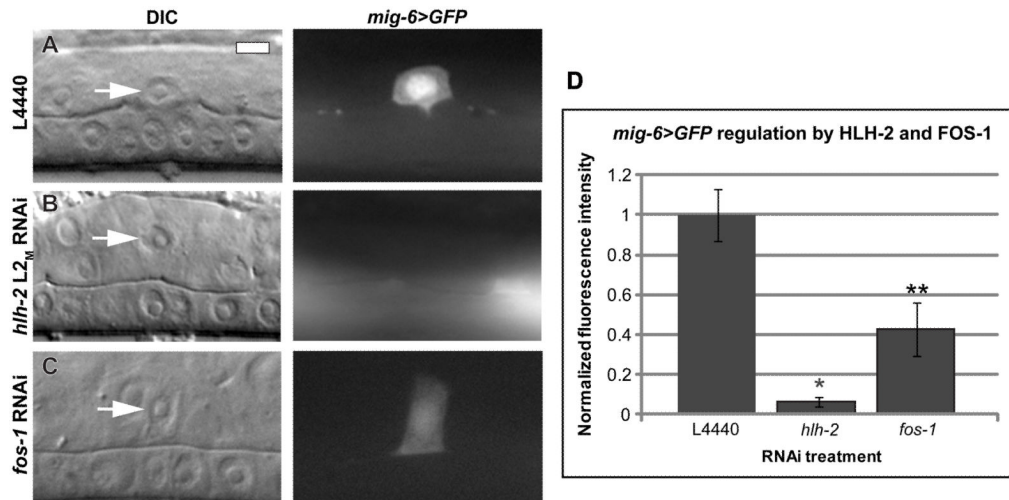 DIC
mig-6>GFP
A
L4440
B
hlh-2 L2M RNAi
C
fos-1 RNAi
D
mig-6>GFP regulation by HLH-2 and FOS-1
Normalized fluorescence intensity
1.2
1
0.8
0.6
0.4
0.2
0
*
**
L4440
hlh-2
fos-1
RNAi treatment